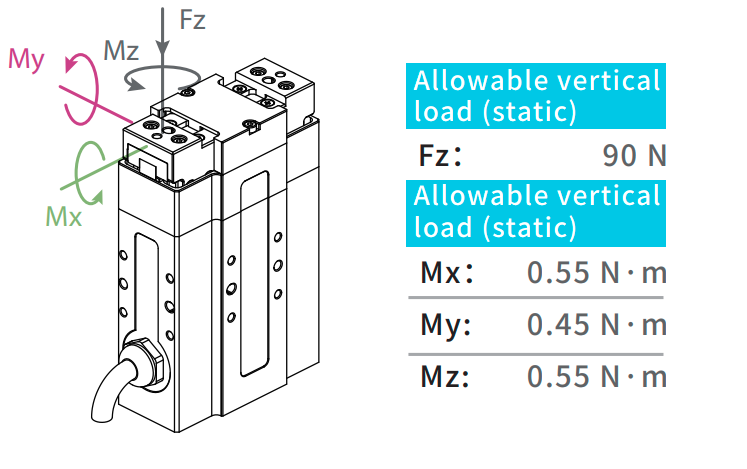 Fz
Mz
My
Mx
Allowable vertical
load (static)
Fz: 90 N
Allowable vertical
load (static)
Mx: 0.55 N·m
My: 0.45 N·m
Mz: 0.55 N·m